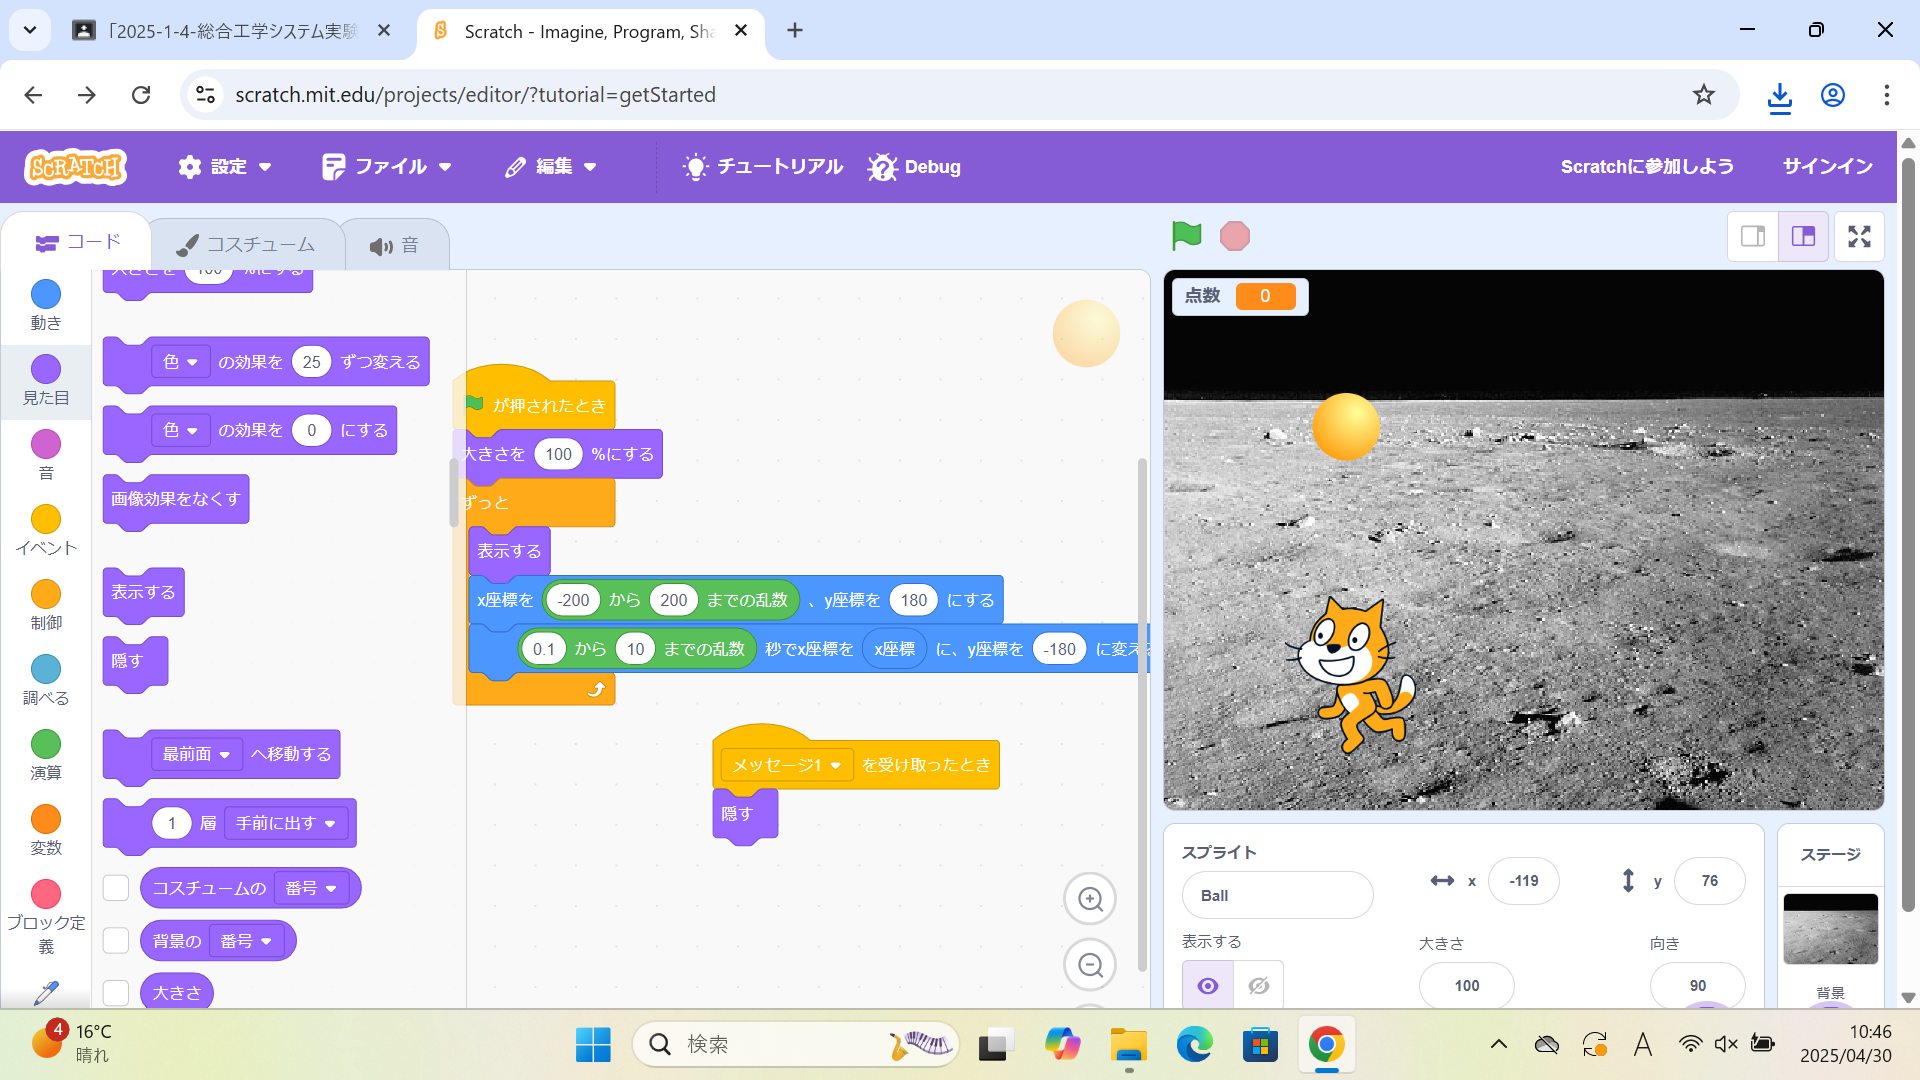 「2025-1-4-総合工学システム実験
Scratch - Imagine, Program, Sha
scratch.mit.edu/projects/editor/?tutorial=getStarted
SCRATCH
設定
ファイル
編集
チュートリアル
Debug
Scratchに参加しよう
サインイン
コード
コスチューム
音
動き
見た目
音
イベント
制御
調べる
演算
変数
ブロック定
義
大きさを 100 %にする
色 の効果を 25 ずつ変える
色 の効果を 0 にする
画像効果をなくす
表示する
隠す
最前面 へ移動する
1 層 手前に出す
コスチュームの 番号
背景の 番号
大きさ
が押されたとき
大きさを 100 %にする
ずっと
表示する
x座標を -200 から 200 までの乱数 、y座標を 180 にする
0.1 から 10 までの乱数 秒でx座標を x座標 に、y座標を -180 に変える
メッセージ1 を受け取ったとき
隠す
点数 0
スプライト
Ball
x -119
y 76
表示する
大きさ
100
向き
90
ステージ
背景
4
16°C
晴れ
検索
A
10:46
2025/04/30